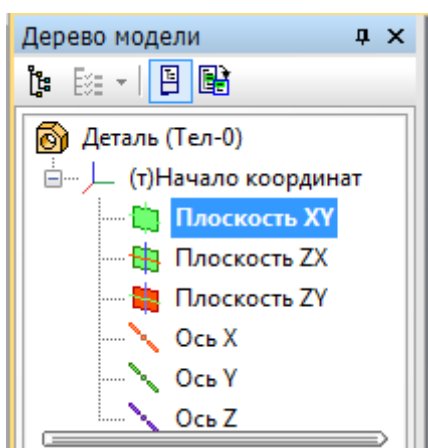 Дерево модели
Деталь (Тел-0)
(т)Начало координат
Плоскость XY
Плоскость ZX
Плоскость ZY
Ось X
Ось Y
Ось Z